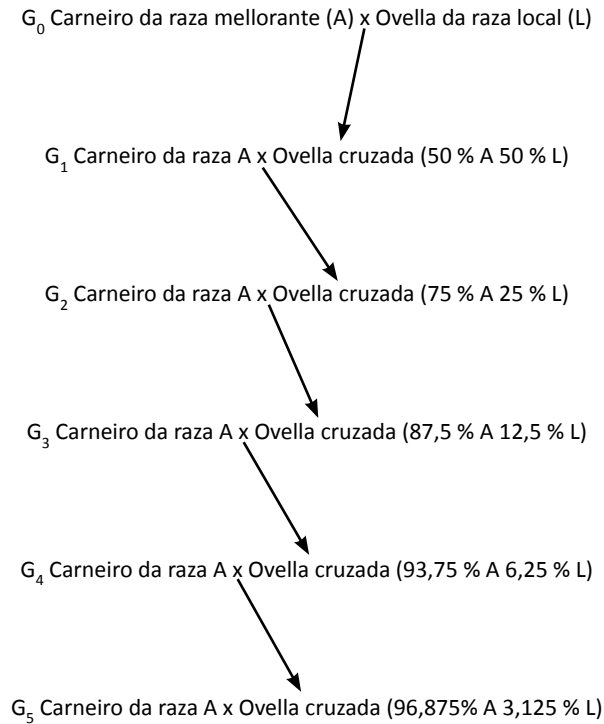 G₀ Carneiro da raza mellorante (A) x Ovella da raza local (L)
G₁ Carneiro da raza A x Ovella cruzada (50 % A 50 % L)
G₂ Carneiro da raza A x Ovella cruzada (75 % A 25 % L)
G₃ Carneiro da raza A x Ovella cruzada (87,5 % A 12,5 % L)
G₄ Carneiro da raza A x Ovella cruzada (93,75 % A 6,25 % L)
G₅ Carneiro da raza A x Ovella cruzada (96,875% A 3,125 % L)